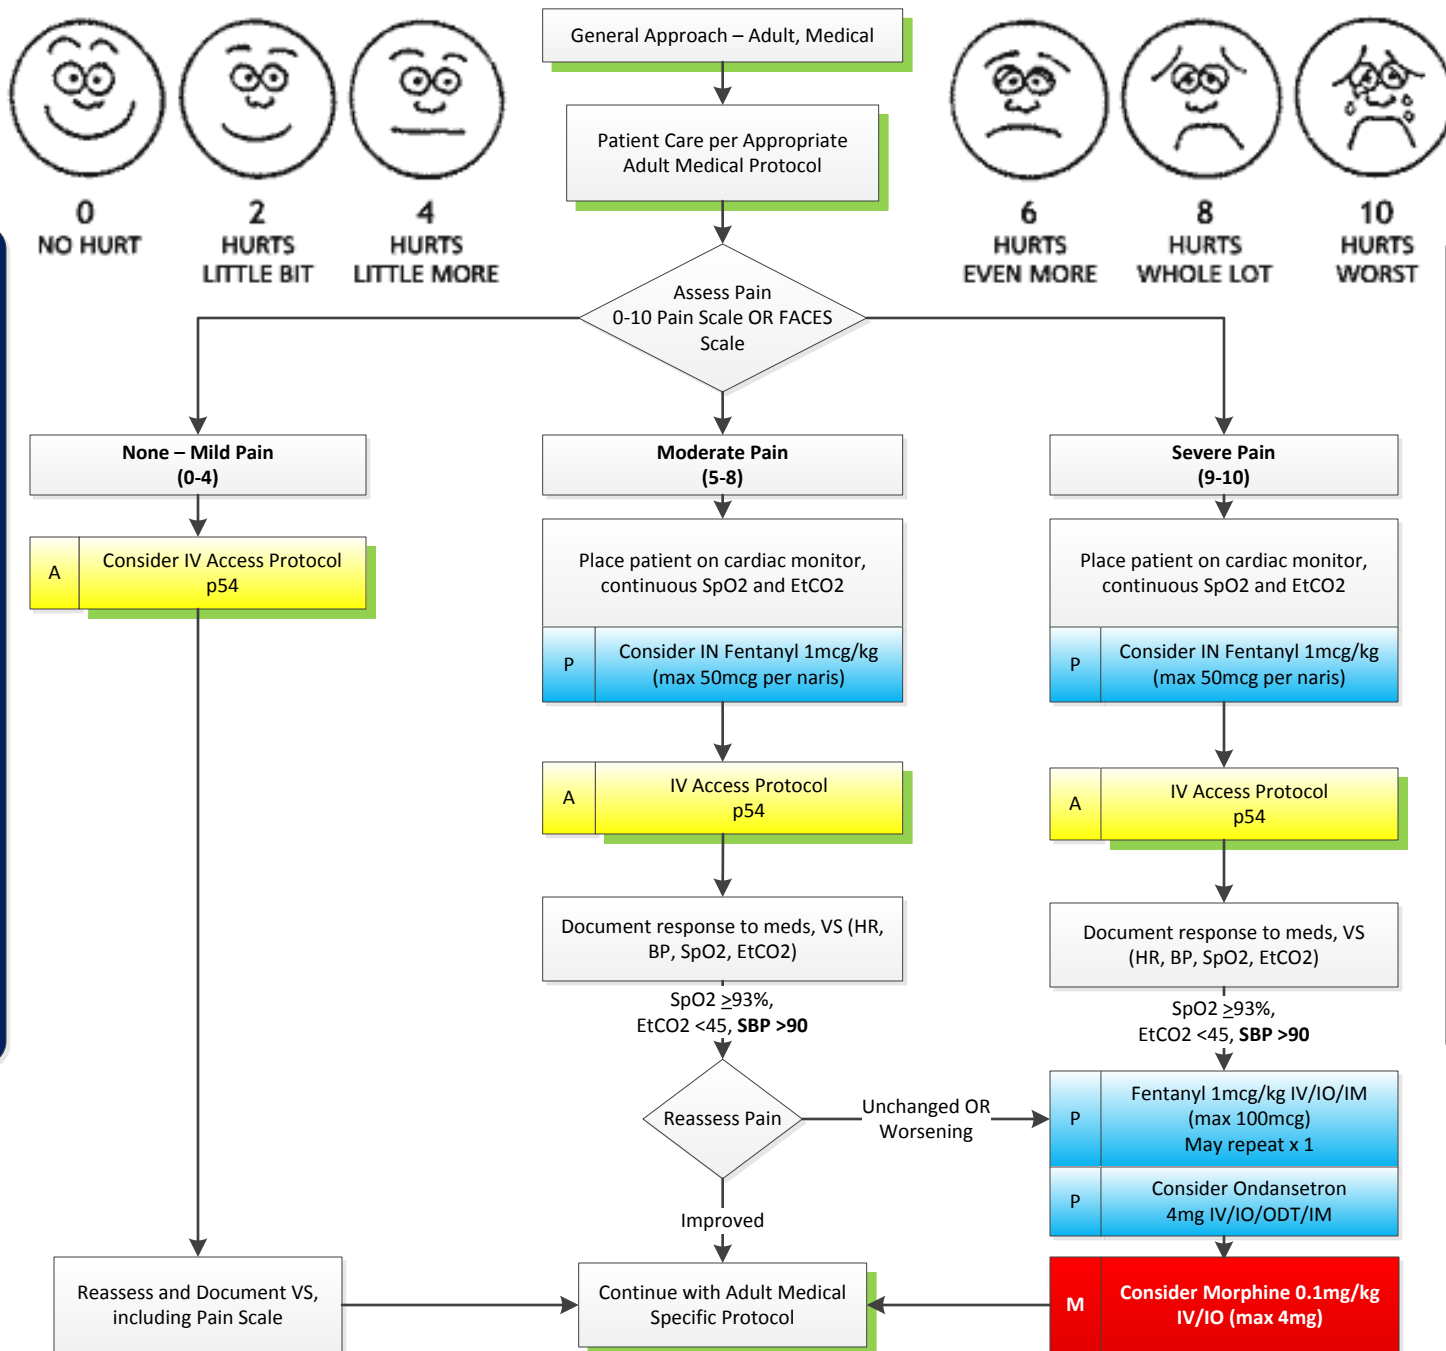 General Approach – Adult, Medical
Patient Care per Appropriate
Adult Medical Protocol
0
NO HURT
2
HURTS
LITTLE BIT
4
HURTS
LITTLE MORE
6
HURTS
EVEN MORE
8
HURTS
WHOLE LOT
10
HURTS
WORST
Assess Pain
0-10 Pain Scale OR FACES
Scale
None – Mild Pain
(0-4)
A
Consider IV Access Protocol
p54
Reassess and Document VS,
including Pain Scale
Moderate Pain
(5-8)
Place patient on cardiac monitor,
continuous SpO2 and EtCO2
P
Consider IN Fentanyl 1mcg/kg
(max 50mcg per naris)
A
IV Access Protocol
p54
Document response to meds, VS (HR,
BP, SpO2, EtCO2)
SpO2 ≥93%,
EtCO2 <45, SBP >90
Reassess Pain
Unchanged OR
Worsening
Improved
Continue with Adult Medical
Specific Protocol
Severe Pain
(9-10)
Place patient on cardiac monitor,
continuous SpO2 and EtCO2
P
Consider IN Fentanyl 1mcg/kg
(max 50mcg per naris)
A
IV Access Protocol
p54
Document response to meds, VS
(HR, BP, SpO2, EtCO2)
SpO2 ≥93%,
EtCO2 <45, SBP >90
P
Fentanyl 1mcg/kg IV/IO/IM
(max 100mcg)
May repeat x 1
P
Consider Ondansetron
4mg IV/IO/ODT/IM
M
Consider Morphine 0.1mg/kg
IV/IO (max 4mg)